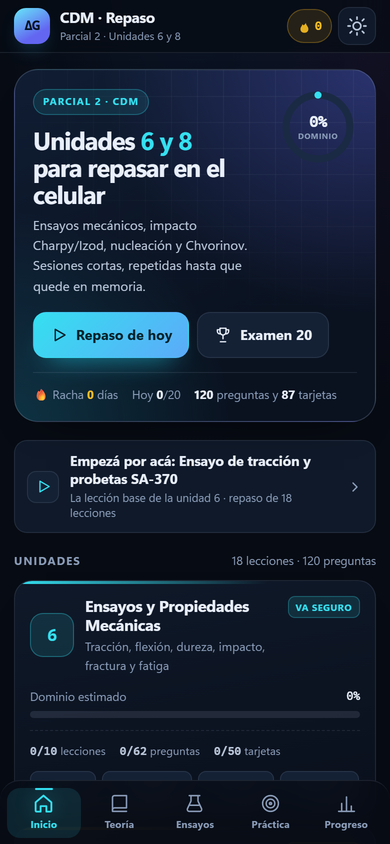 ΔG
CDM · Repaso
Parcial 2 · Unidades 6 y 8
0
PARCIAL 2 · CDM
0%
DOMINIO
Unidades 6 y 8
para repasar en el
celular
Ensayos mecánicos, impacto
Charpy/Izod, nucleación y Chvorinov.
Sesiones cortas, repetidas hasta que
quede en memoria.
Repaso de hoy
Examen 20
Racha 0 días Hoy 0/20 120 preguntas y 87 tarjetas
Empezá por acá: Ensayo de tracción y
probetas SA-370
La lección base de la unidad 6 · repaso de 18
lecciones
UNIDADES
18 lecciones · 120 preguntas
6
Ensayos y Propiedades
Mecánicas
VA SEGURO
Tracción, flexión, dureza, impacto,
fractura y fatiga
Dominio estimado
0%
0/10 lecciones 0/62 preguntas 0/50 tarjetas
Inicio
Teoría
Ensayos
Práctica
Progreso